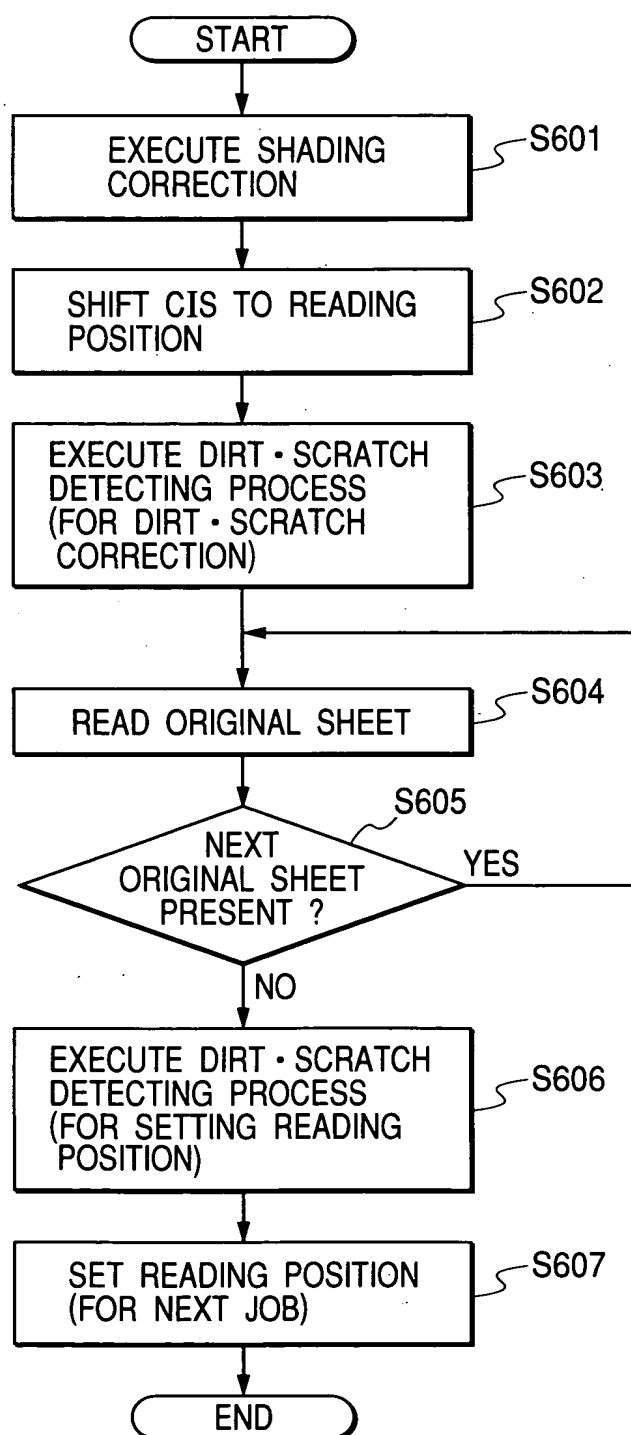 START
EXECUTE SHADING
CORRECTION
S601
SHIFT CIS TO READING
POSITION
S602
EXECUTE DIRT・SCRATCH
DETECTING PROCESS
(FOR DIRT・SCRATCH
CORRECTION)
S603
READ ORIGINAL SHEET
S604
S605
NEXT
ORIGINAL SHEET
PRESENT ?
YES
NO
EXECUTE DIRT・SCRATCH
DETECTING PROCESS
(FOR SETTING READING
POSITION)
S606
SET READING POSITION
(FOR NEXT JOB)
S607
END